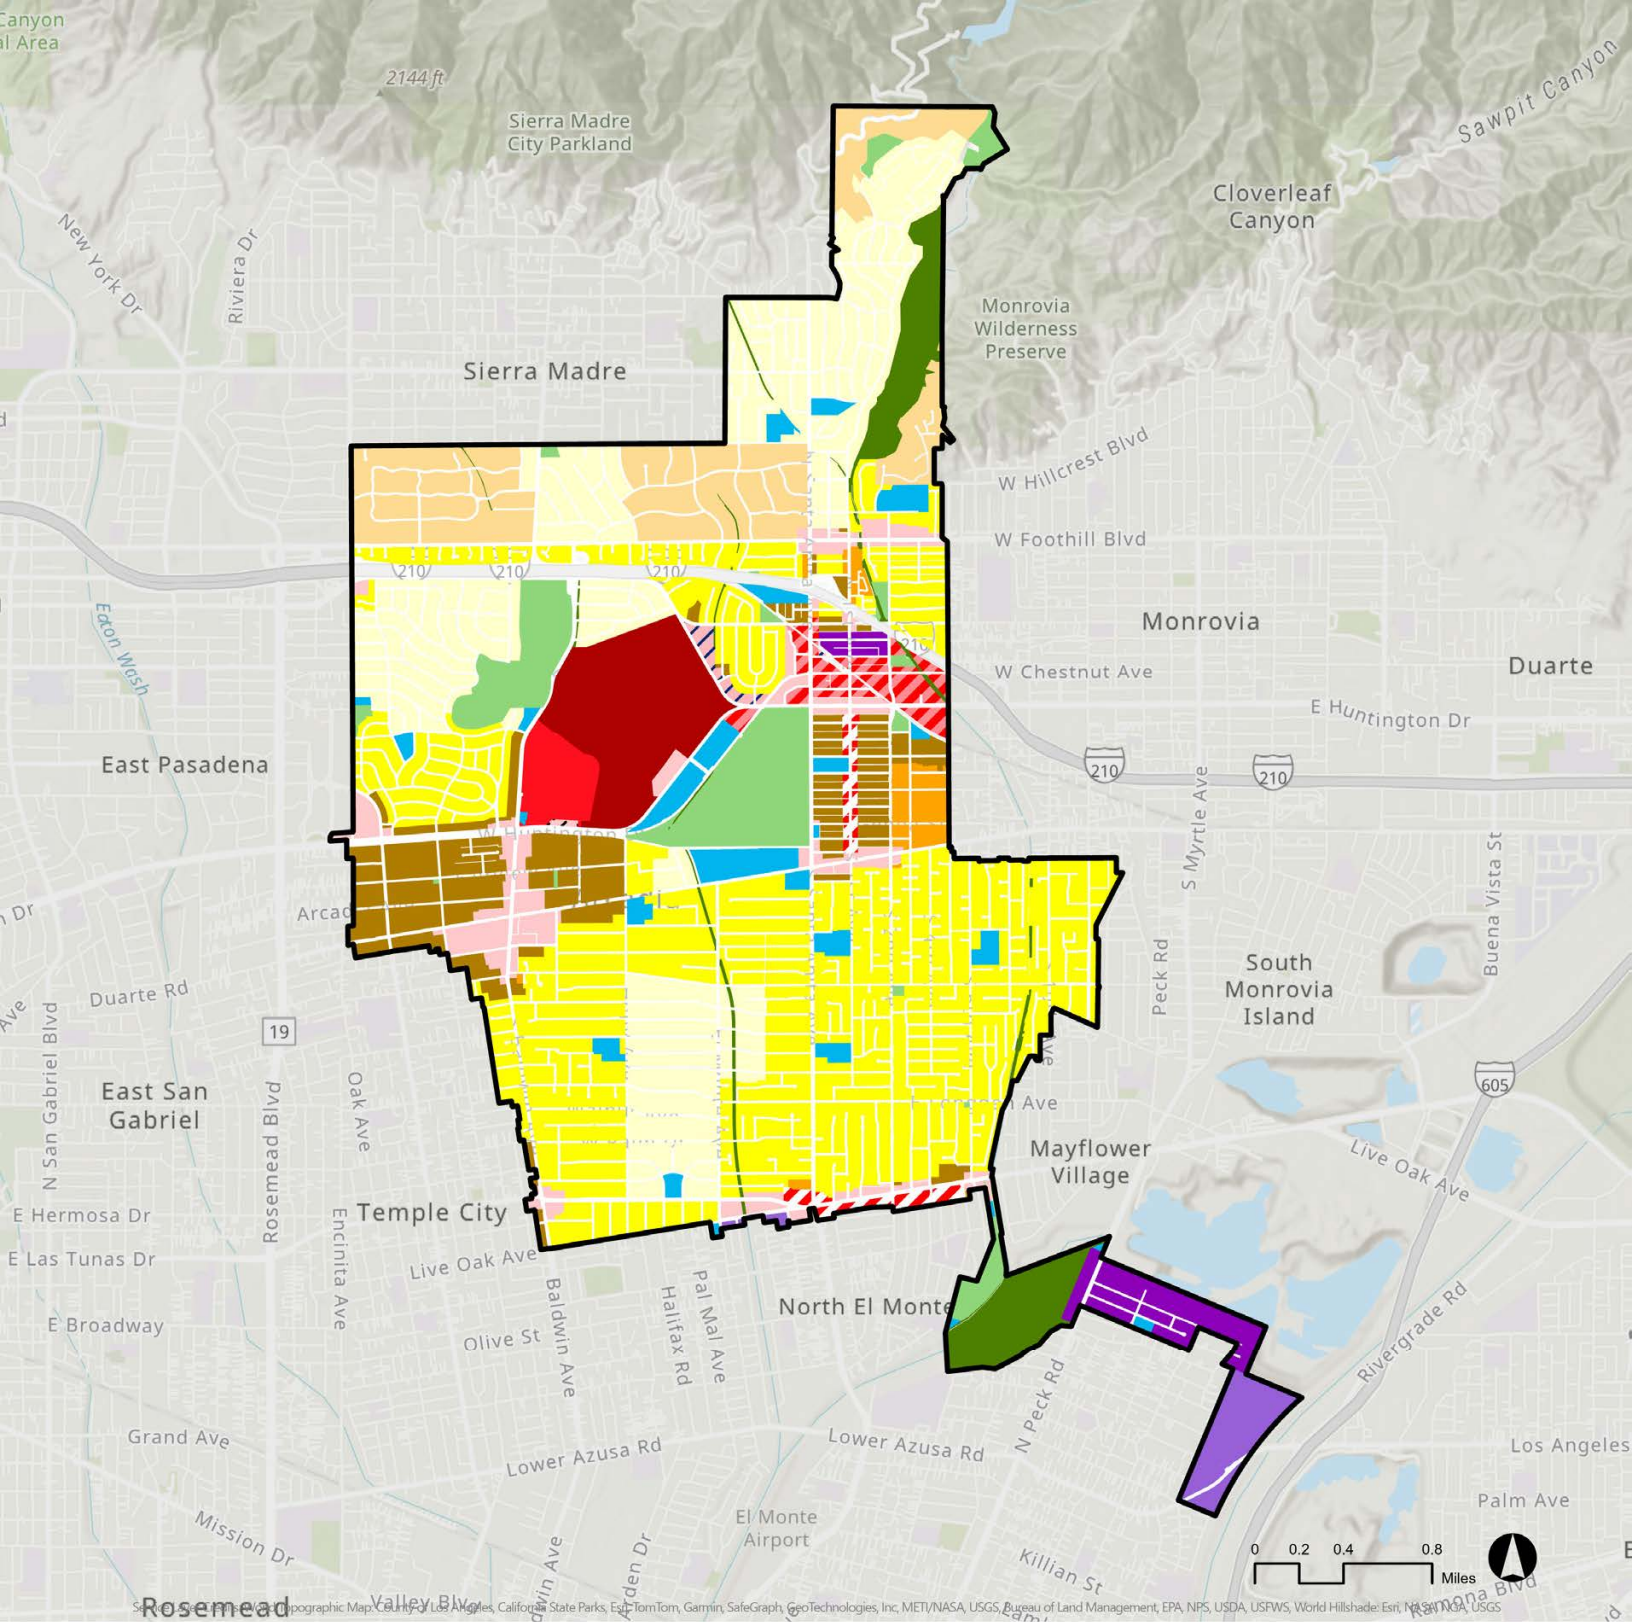 Canyon
al Area
2144 ft
Sierra Madre
City Parkland
Sawpit Canyon
Cloverleaf
Canyon
New York Dr
Riviera Dr
Monrovia
Wilderness
Preserve
Sierra Madre
W Hillcrest Blvd
W Foothill Blvd
210
210
210
Eaton Wash
Monrovia
210
W Chestnut Ave
Duarte
E Huntington Dr
East Pasadena
210
210
S Myrtle Ave
W Huntington
Buena Vista St
n Dr
Arcad
Peck Rd
South
Monrovia
Island
Duarte Rd
Ave
N San Gabriel Blvd
19
Ave
605
East San
Gabriel
Oak Ave
Rosemead Blvd
Ave
Mayflower
Village
Live Oak Ave
Temple City
E Hermosa Dr
Encinita Ave
E Las Tunas Dr
Live Oak Ave
North El Monte
Baldwin Ave
Halifax Rd
Pal Mal Ave
E Broadway
Olive St
Rivergrade Rd
N Peck Rd
Grand Ave
Lower Azusa Rd
Lower Azusa Rd
Los Angeles
Palm Ave
El Monte
Airport
Mission Dr
Killian St
0 0.2 0.4 0.8
Miles
Rosemead
Valley Blvd
Ramona Blvd